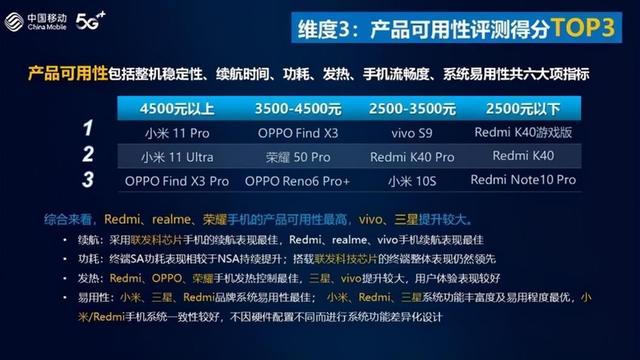 中国移动
China Mobile
5G+
维度3：产品可用性评测得分TOP3
产品可用性包括整机稳定性、续航时间、功耗、发热、手机流畅度、系统易用性共六大项指标
4500元以上 3500-4500元 2500-3500元 2500元以下
1 小米 11 Pro OPPO Find X3 vivo S9 Redmi K40游戏版
2 小米 11 Ultra 荣耀 50 Pro Redmi K40 Pro Redmi K40
3 OPPO Find X3 Pro OPPO Reno6 Pro+ 小米 10S Redmi Note10 Pro
综合来看，Redmi、realme、荣耀手机的产品可用性最高，vivo、三星提升较大。
• 续航：采用联发科芯片手机的续航表现最佳，Redmi、realme、vivo手机续航表现最佳
• 功耗：终端SA功耗表现相较于NSA持续提升；搭载联发科技芯片的终端整体表现仍然领先
• 发热：Redmi、OPPO、荣耀手机发热控制最佳，三星、vivo提升较大，用户体验表现较好
• 易用性：小米、三星、Redmi品牌系统易用性最佳； 小米、Redmi、三星系统功能丰富度及易用程度最优，小
米/Redmi手机系统一致性较好，不因硬件配置不同而进行系统功能差异化设计